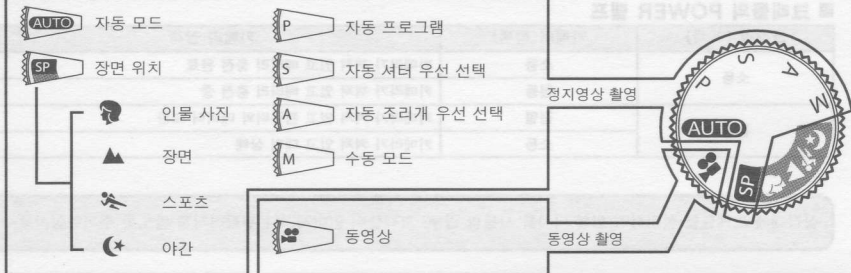 AUTO 자동 모드
SP 장면 위치
인물 사진
장면
스포츠
야간
P 자동 프로그램
S 자동 셔터 우선 선택
A 자동 조리개 우선 선택
M 수동 모드
동영상
정지영상 촬영
동영상 촬영
P S A M
AUTO
SP